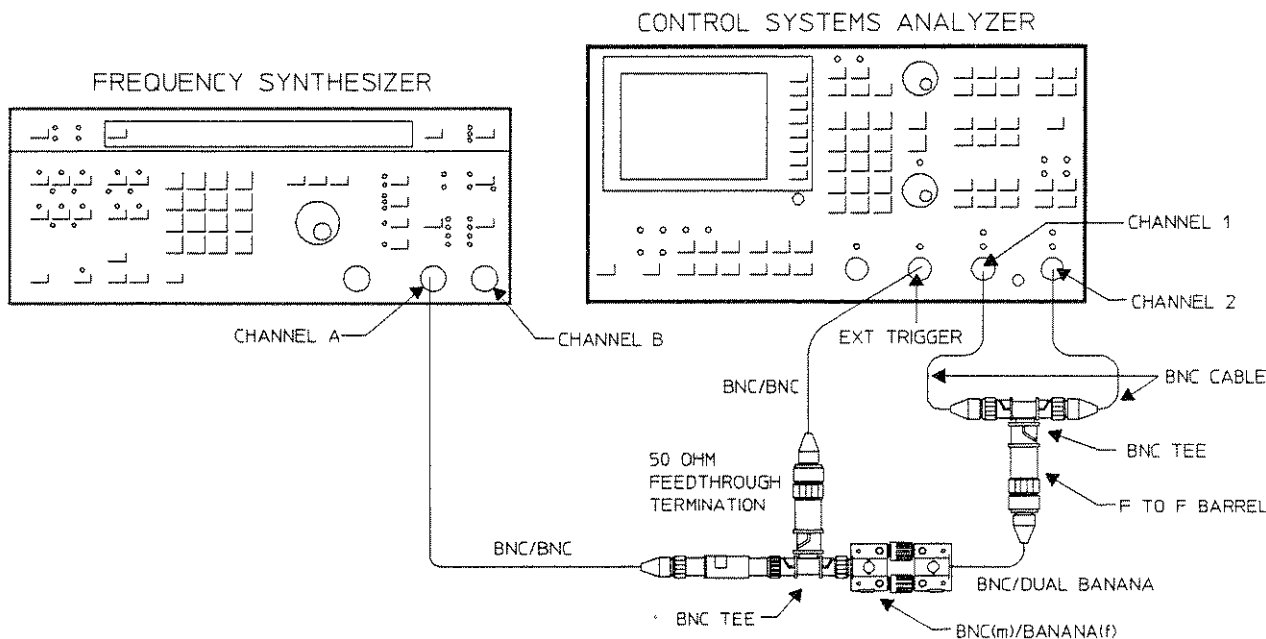 CONTROL SYSTEMS ANALYZER
FREQUENCY SYNTHESIZER
CHANNEL 1
CHANNEL 2
CHANNEL A
CHANNEL B
EXT TRIGGER
BNC/BNC
BNC CABLE
BNC TEE
50 OHM
FEEDTHROUGH
TERMINATION
F TO F BARREL
BNC/BNC
BNC/DUAL BANANA
BNC TEE
BNC(m)/BANANA(f)